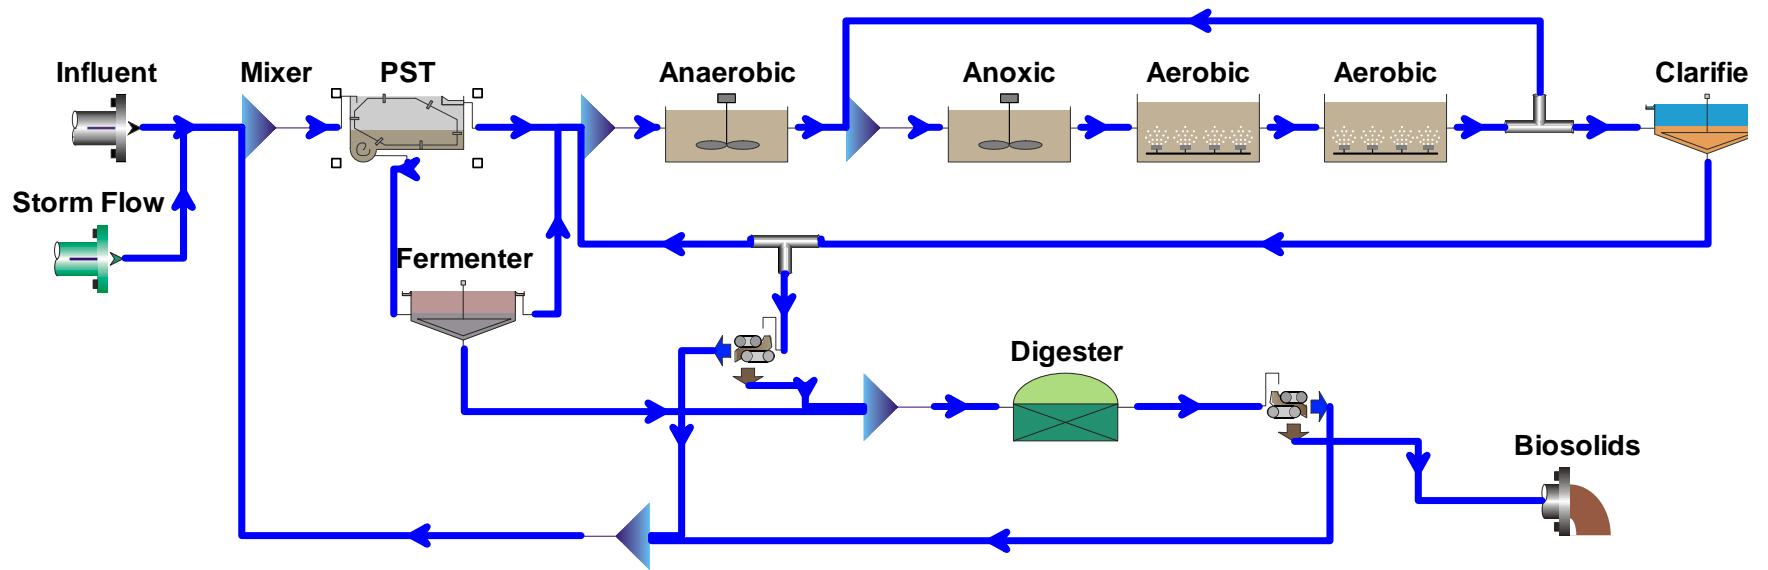 Influent
Mixer
PST
Anaerobic
Anoxic
Aerobic
Aerobic
Clarifie
Storm Flow
Fermenter
Digester
Biosolids